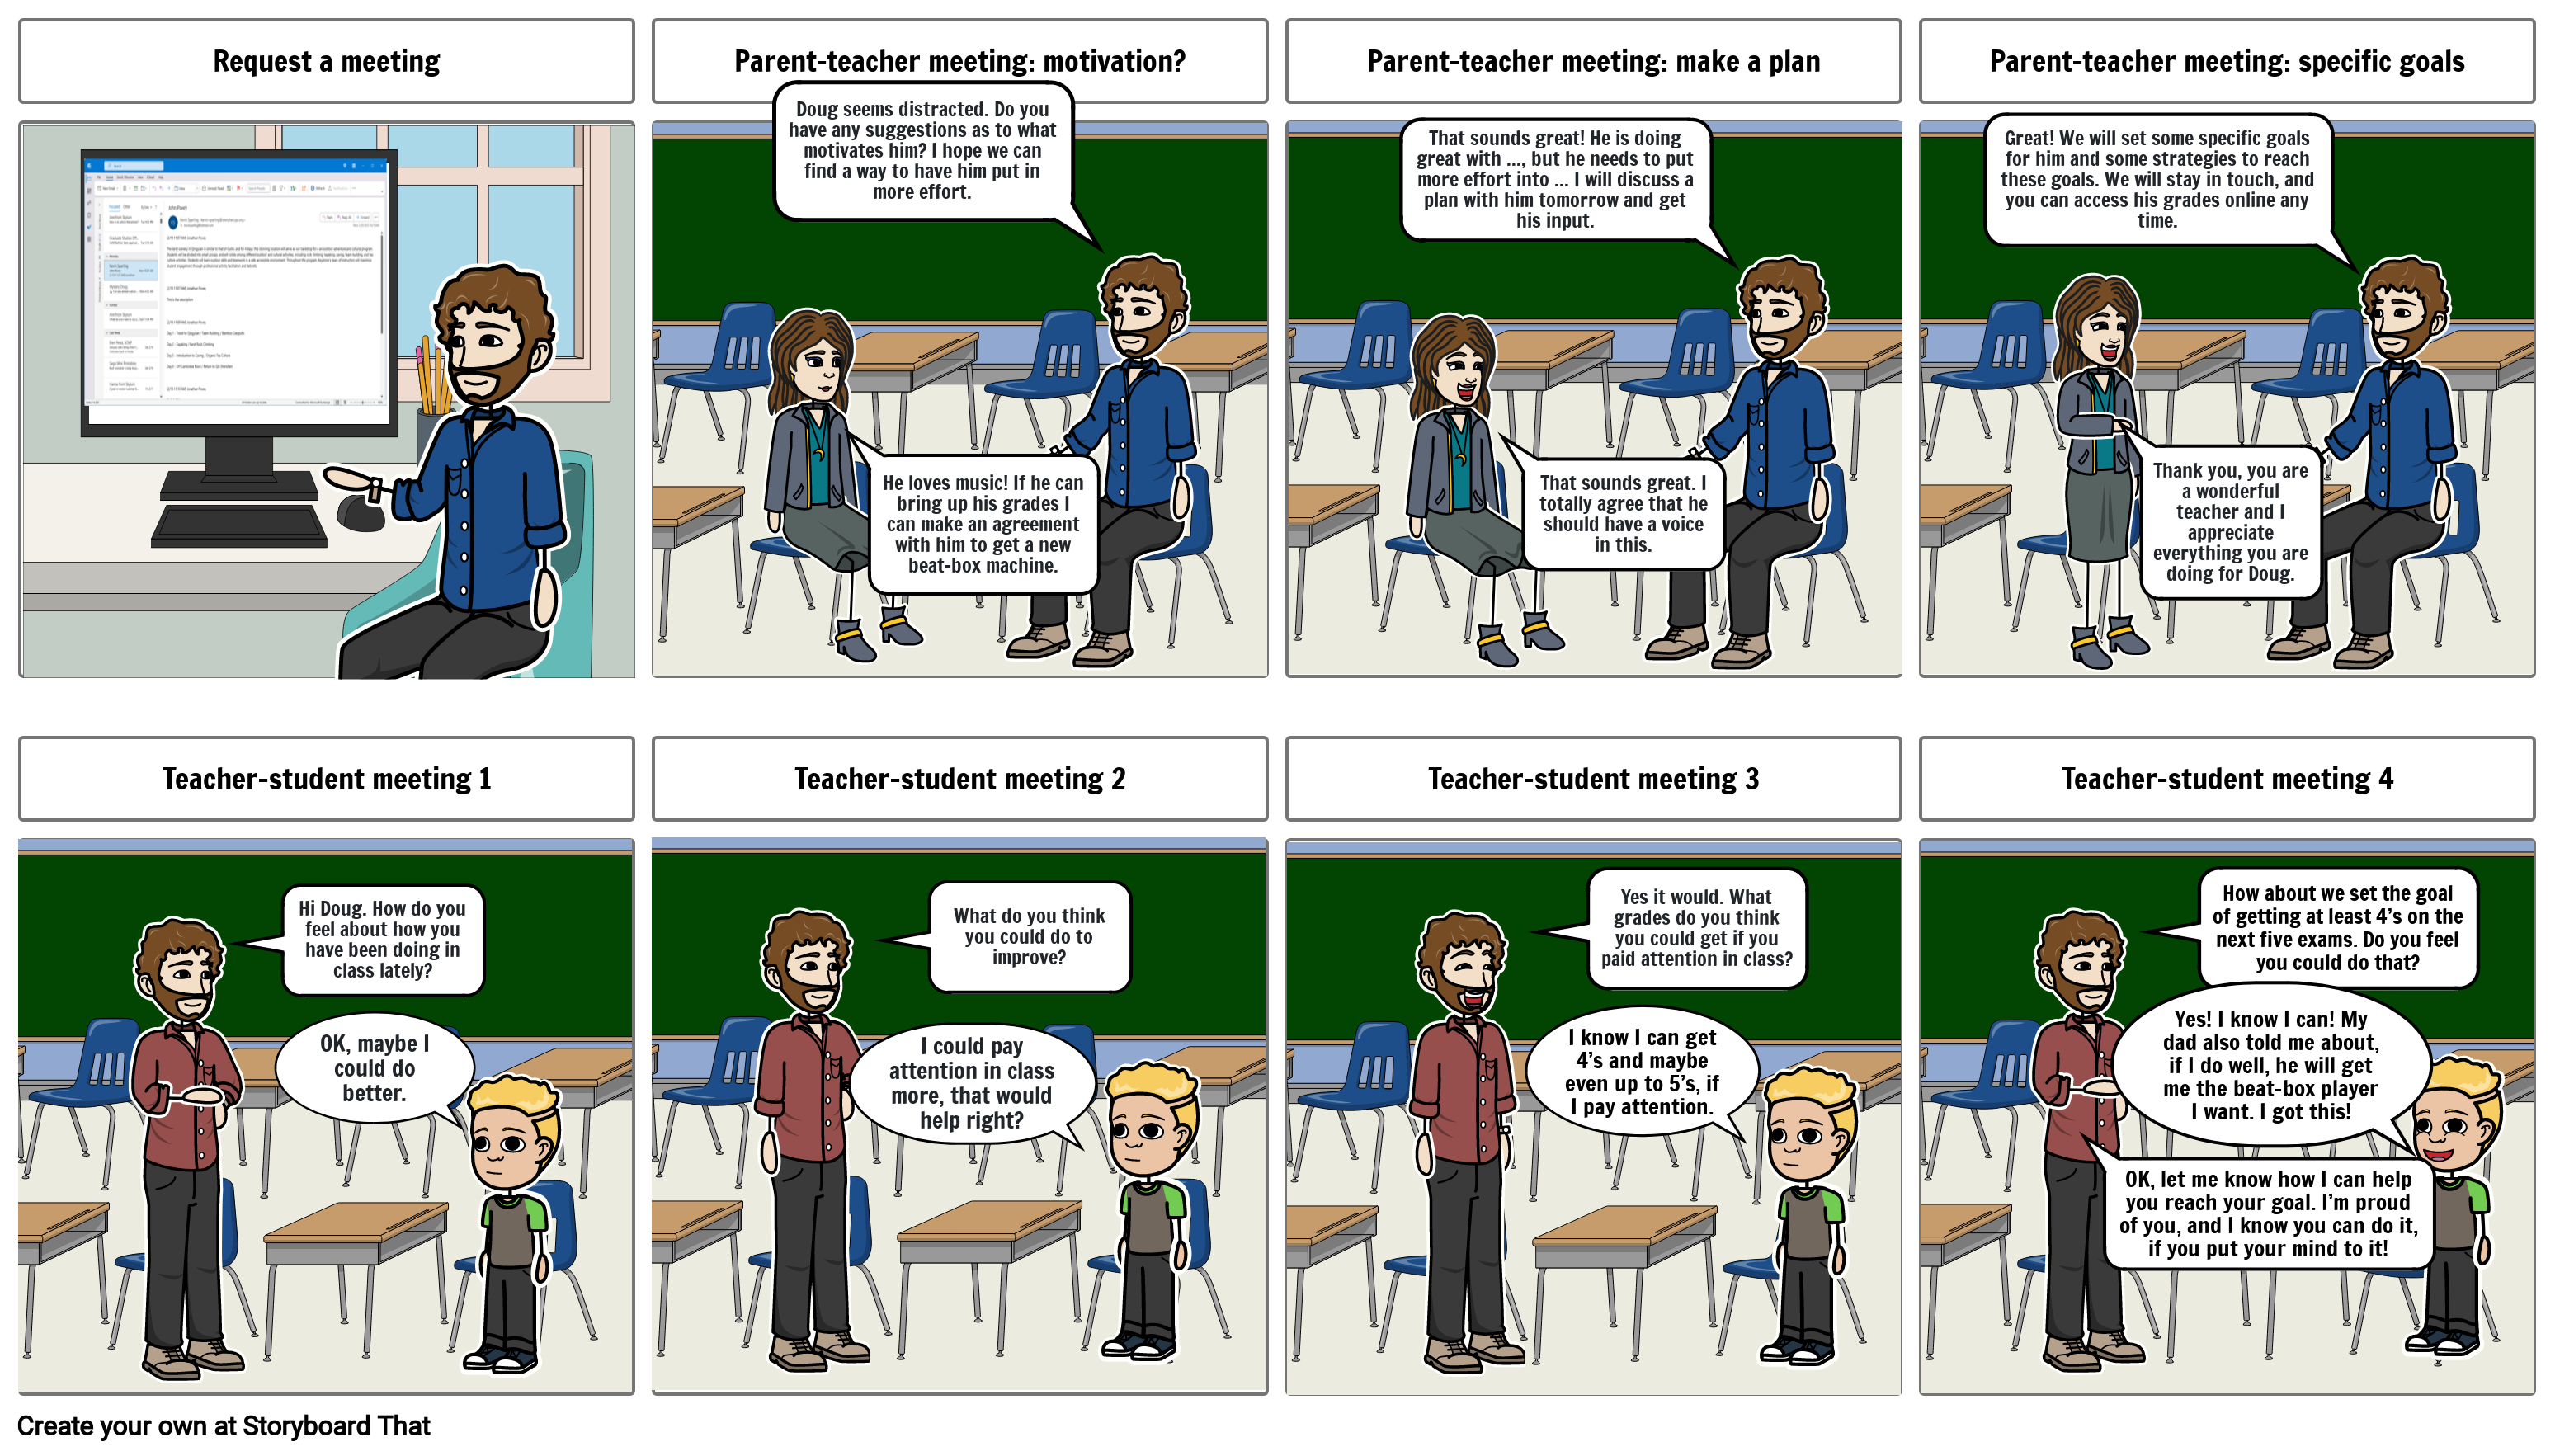 Request a meeting
Parent-teacher meeting: motivation?
Parent-teacher meeting: make a plan
Parent-teacher meeting: specific goals
Doug seems distracted. Do you
have any suggestions as to what
motivates him? I hope we can
find a way to have him put in
more effort.
He loves music! If he can
bring up his grades I
can make an agreement
with him to get a new
beat-box machine.
That sounds great! He is doing
great with ..., but he needs to put
more effort into ... I will discuss a
plan with him tomorrow and get
his input.
That sounds great. I
totally agree that he
should have a voice
in this.
Great! We will set some specific goals
for him and some strategies to reach
these goals. We will stay in touch, and
you can access his grades online any
time.
Thank you, you are
a wonderful
teacher and I
appreciate
everything you are
doing for Doug.
Teacher-student meeting 1
Teacher-student meeting 2
Teacher-student meeting 3
Teacher-student meeting 4
Hi Doug. How do you
feel about how you
have been doing in
class lately?
OK, maybe I
could do
better.
What do you think
you could do to
improve?
I could pay
attention in class
more, that would
help right?
Yes it would. What
grades do you think
you could get if you
paid attention in class?
I know I can get
4's and maybe
even up to 5's, if
I pay attention.
How about we set the goal
of getting at least 4's on the
next five exams. Do you feel
you could do that?
Yes! I know I can! My
dad also told me about,
if I do well, he will get
me the beat-box player
I want. I got this!
OK, let me know how I can help
you reach your goal. I'm proud
of you, and I know you can do it,
if you put your mind to it!
Create your own at Storyboard That